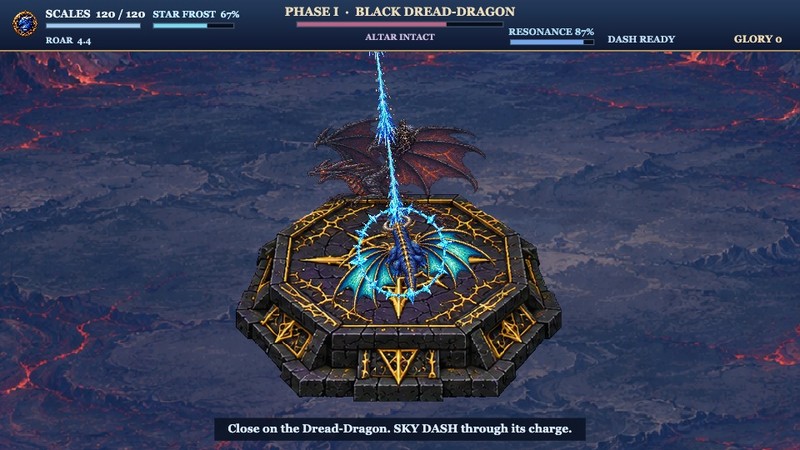 SCALES 120 / 120
STAR FROST 67%
PHASE I · BLACK DREAD-DRAGON
ROAR 4.4
ALTAR INTACT
RESONANCE 87%
DASH READY
GLORY 0
Close on the Dread-Dragon. SKY DASH through its charge.